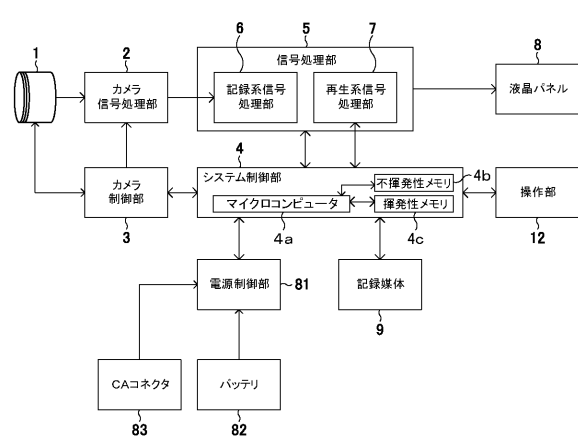 1
2
カメラ
信号処理部
5
信号処理部
6
記録系信号
処理部
7
再生系信号
処理部
8
液晶パネル
カメラ
制御部
3
4
システム制御部
マイクロコンピュータ
4a
不揮発性メモリ
4b
揮発性メモリ
4c
操作部
12
電源制御部
81
記録媒体
9
CAコネクタ
83
バッテリ
82